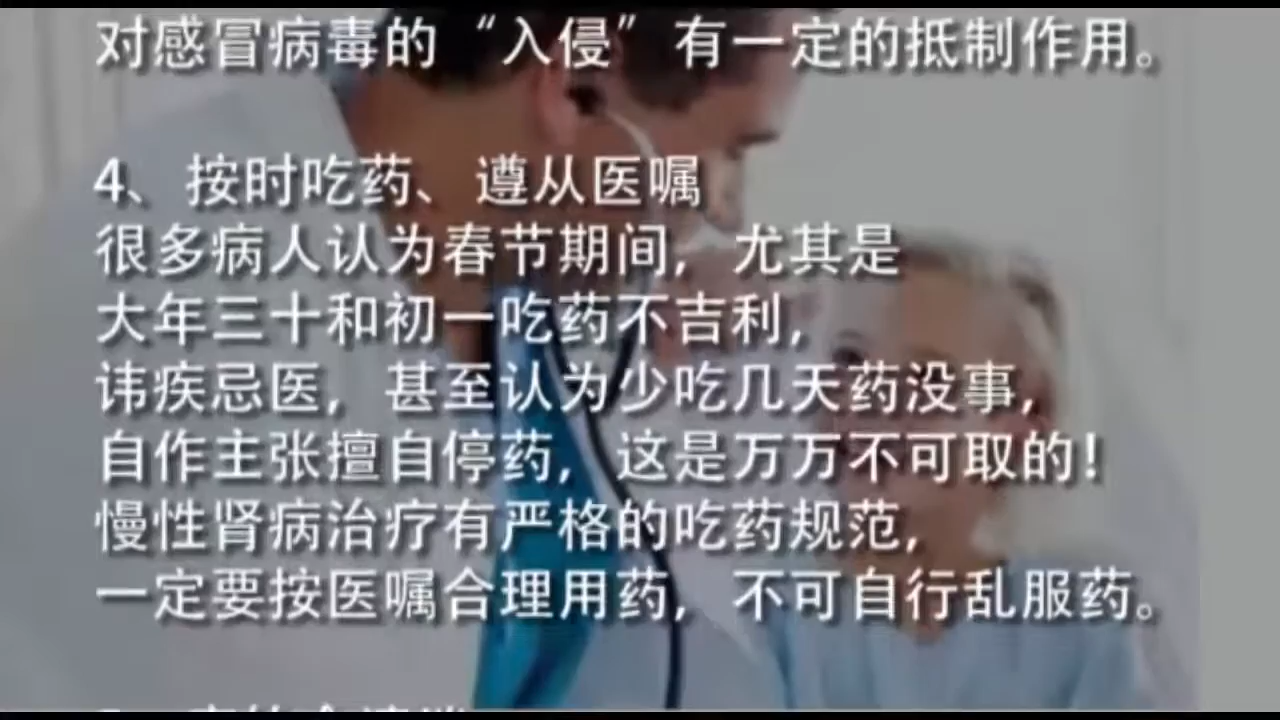 对感冒病毒的“入侵”有一定的抵制作用。
4、按时吃药、遵从医嘱
很多病人认为春节期间，尤其是
大年三十和初一吃药不吉利，
讳疾忌医，甚至认为少吃几天药没事，
自作主张擅自停药，这是万万不可取的！
慢性肾病治疗有严格的吃药规范，
一定要按医嘱合理用药，不可自行乱服药。